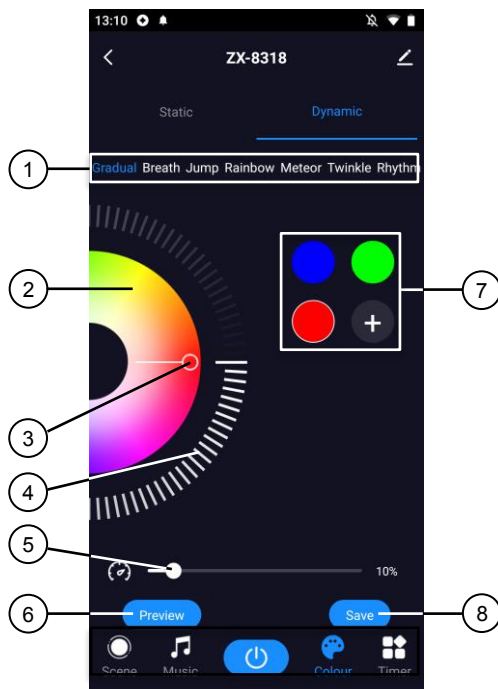 13:10
ZX-8318
Static Dynamic
Gradual Breath Jump Rainbow Meteor Twinkle Rhythm
1
2
7
+
3
4
5
10%
6
Preview Save
8
Scene Music Colour Timer